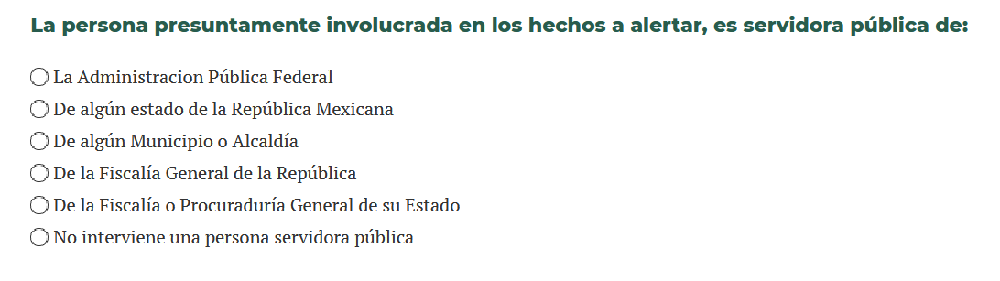 La persona presuntamente involucrada en los hechos a alertar, es servidora pública de:
La Administracion Pública Federal
De algún estado de la República Mexicana
De algún Municipio o Alcaldía
De la Fiscalía General de la República
De la Fiscalía o Procuraduría General de su Estado
No interviene una persona servidora pública